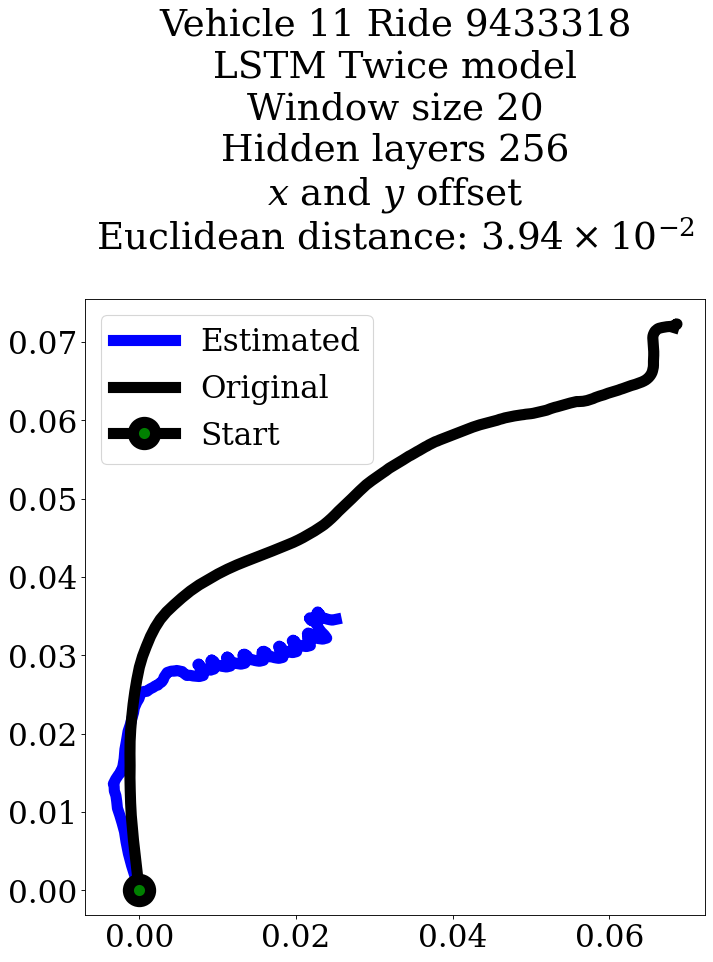 Vehicle 11 Ride 9433318
LSTM Twice model
Window size 20
Hidden layers 256
x and y offset
Euclidean distance: 3.94 × 10⁻²
Estimated
Original
Start
0.07
0.06
0.05
0.04
0.03
0.02
0.01
0.00
0.00 0.02 0.04 0.06